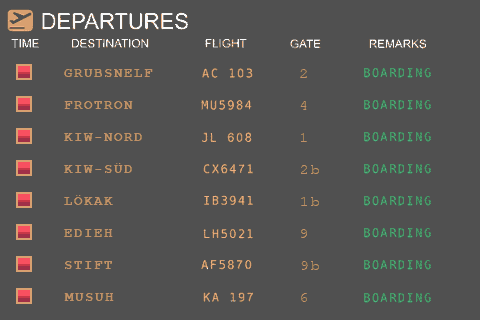 DEPARTURES
TIME DESTINATION FLIGHT GATE REMARKS
GRUBSNELF AC 103 2 BOARDING
FROTRON MU5984 4 BOARDING
KIW-NORD JL 608 1 BOARDING
KIW-SÜD CX6471 2b BOARDING
LÖKAK IB3941 1b BOARDING
EDIEH LH5021 9 BOARDING
STIFT AF5870 9b BOARDING
MUSUH KA 197 6 BOARDING